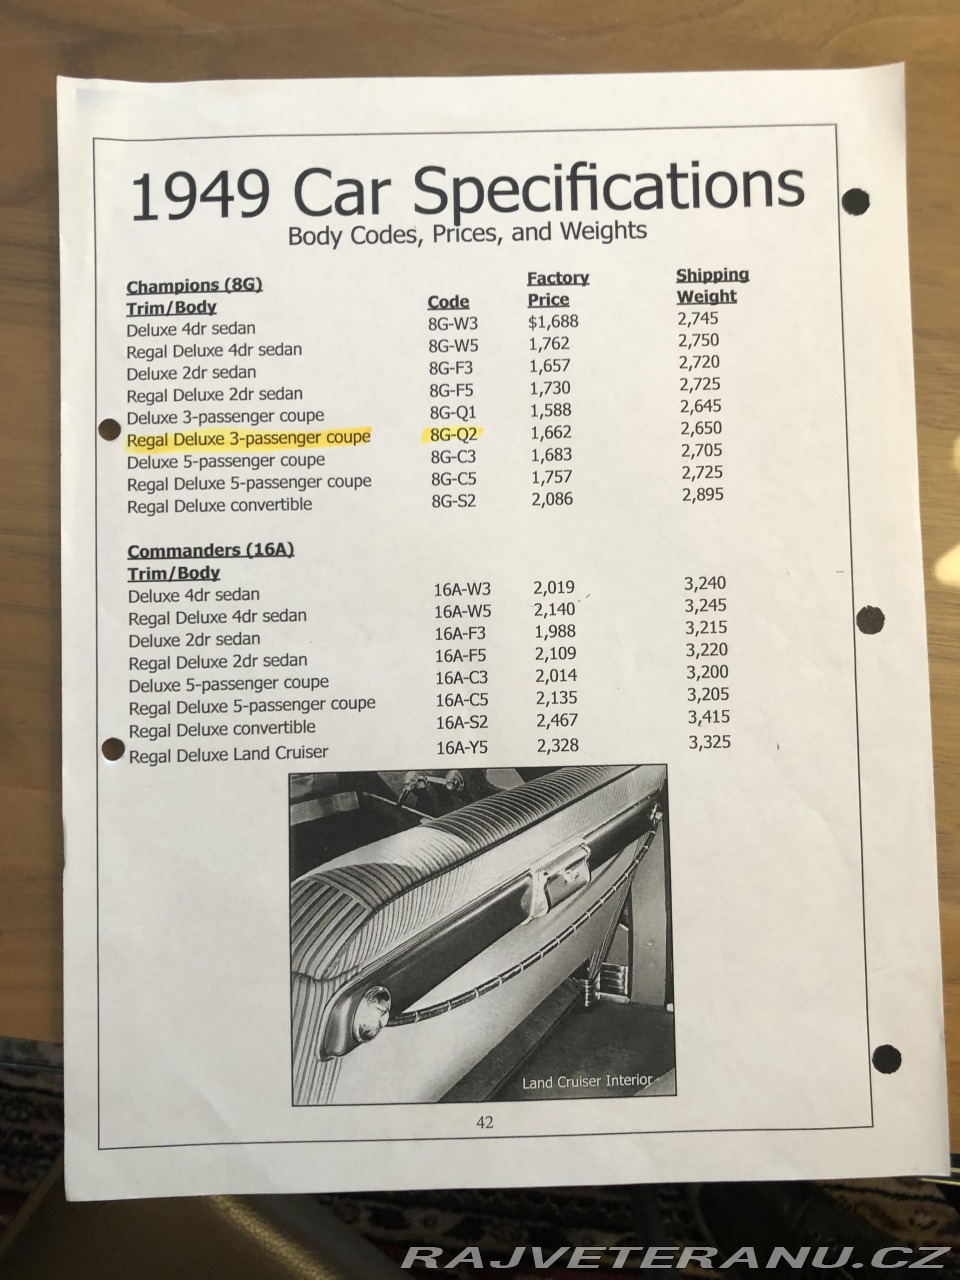 1949 Car Specifications
Body Codes, Prices, and Weights
Champions (8G) Factory Shipping
Trim/Body Code Price Weight
Deluxe 4dr sedan 8G-W3 $1,688 2,745
Regal Deluxe 4dr sedan 8G-W5 1,762 2,750
Deluxe 2dr sedan 8G-F3 1,657 2,720
Regal Deluxe 2dr sedan 8G-F5 1,730 2,725
Deluxe 3-passenger coupe 8G-Q1 1,588 2,645
Regal Deluxe 3-passenger coupe 8G-Q2 1,662 2,650
Deluxe 5-passenger coupe 8G-C3 1,683 2,705
Regal Deluxe 5-passenger coupe 8G-C5 1,757 2,725
Regal Deluxe convertible 8G-S2 2,086 2,895
Commanders (16A)
Trim/Body
Deluxe 4dr sedan 16A-W3 2,019 3,240
Regal Deluxe 4dr sedan 16A-W5 2,140 3,245
Deluxe 2dr sedan 16A-F3 1,988 3,215
Regal Deluxe 2dr sedan 16A-F5 2,109 3,220
Deluxe 5-passenger coupe 16A-C3 2,014 3,200
Regal Deluxe 5-passenger coupe 16A-C5 2,135 3,205
Regal Deluxe convertible 16A-S2 2,467 3,415
Regal Deluxe Land Cruiser 16A-Y5 2,328 3,325
Land Cruiser Interior
42
RAJVETERANU.CZ